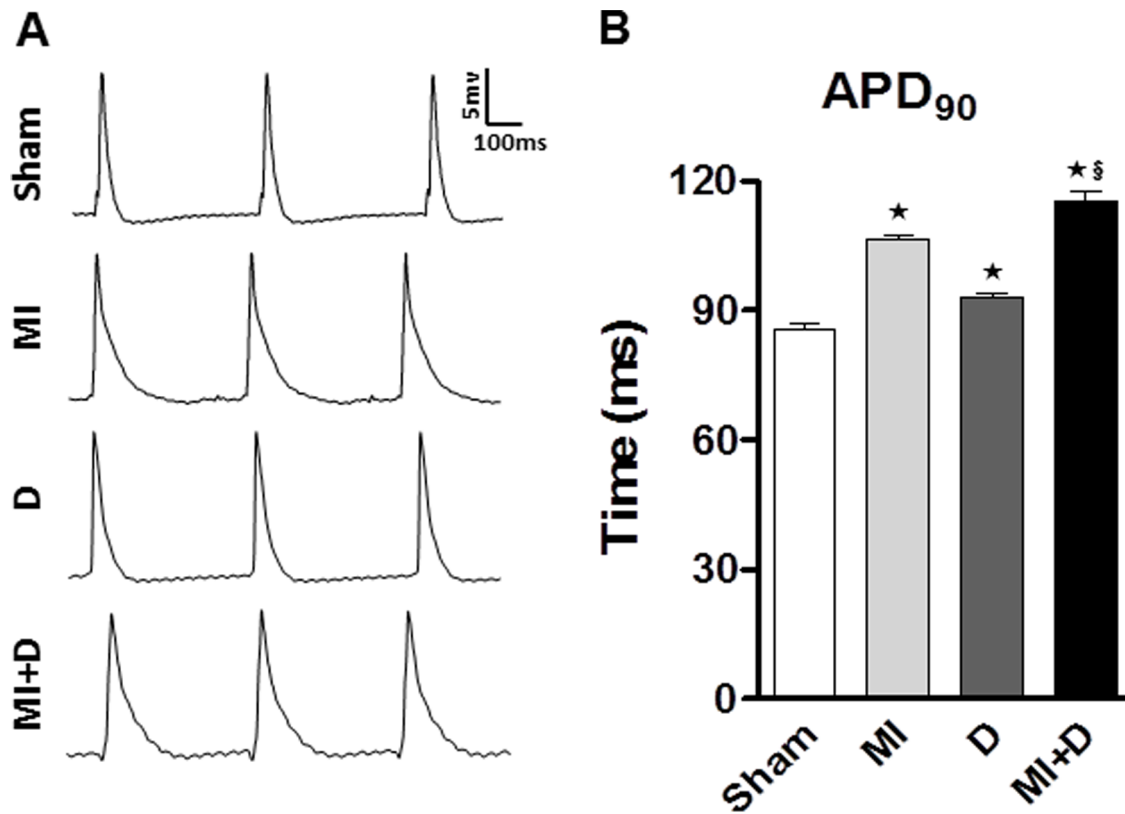 A
Sham
5mv
100ms
MI
D
MI+D
B
APD90
Time (ms)
120
90
60
30
0
★
★
★ §
Sham
MI
D
MI+D